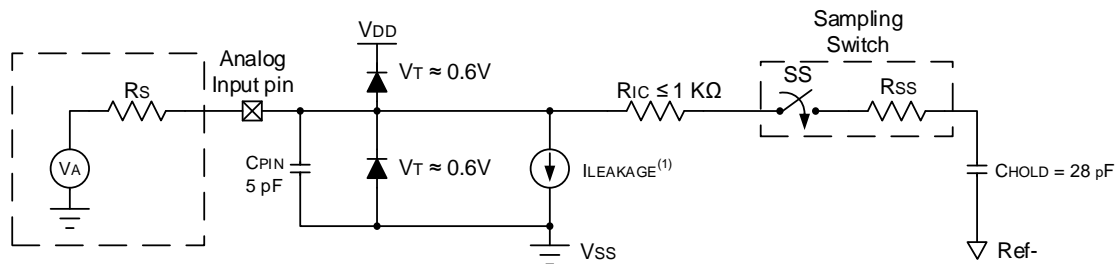 Sampling
Switch
VDD
Analog
Input pin
VT ≈ 0.6V
SS
RS
RIC ≤ 1 KΩ
RSS
VA
CPIN
5 pF
VT ≈ 0.6V
ILEAKAGE(1)
CHOLD = 28 pF
VSS
Ref-